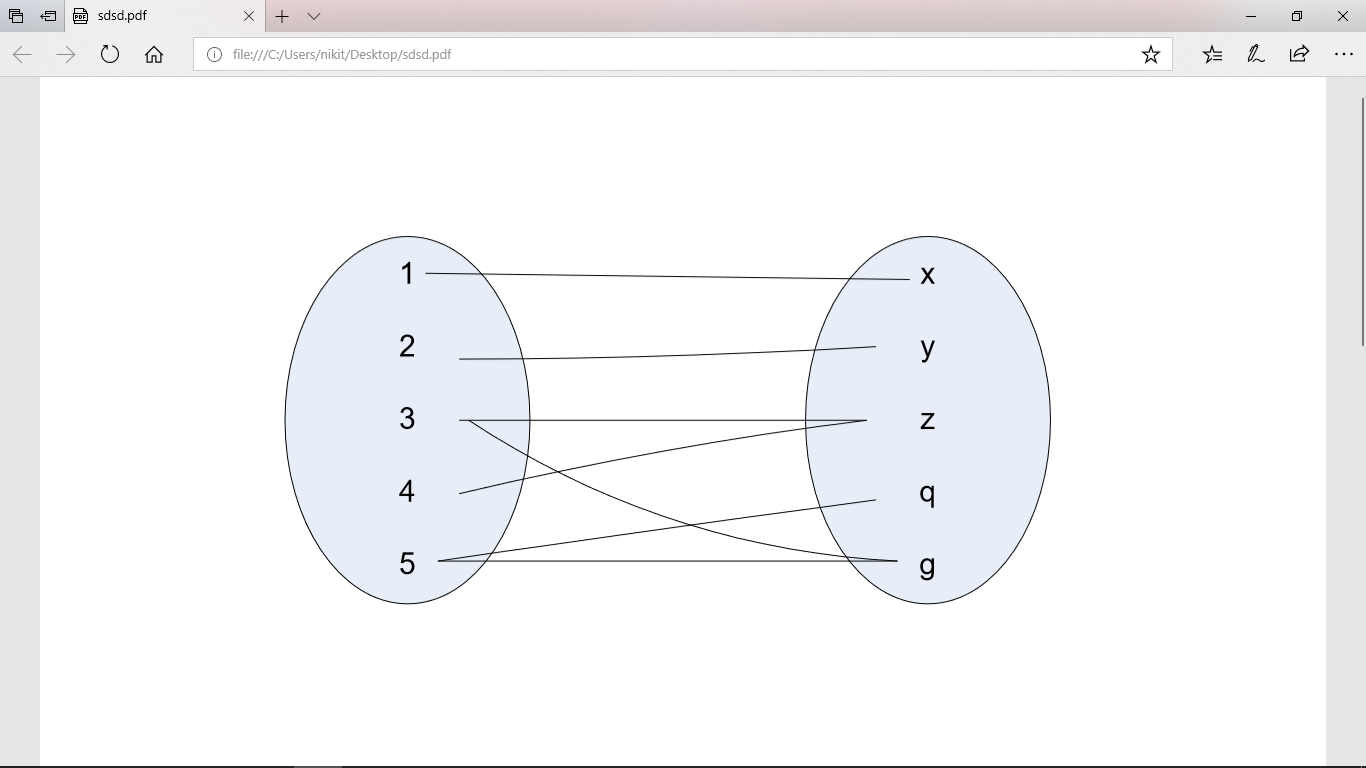 sdsd.pdf
file:///C:/Users/nikit/Desktop/sdsd.pdf
1 x
2 y
3 z
4 q
5 g